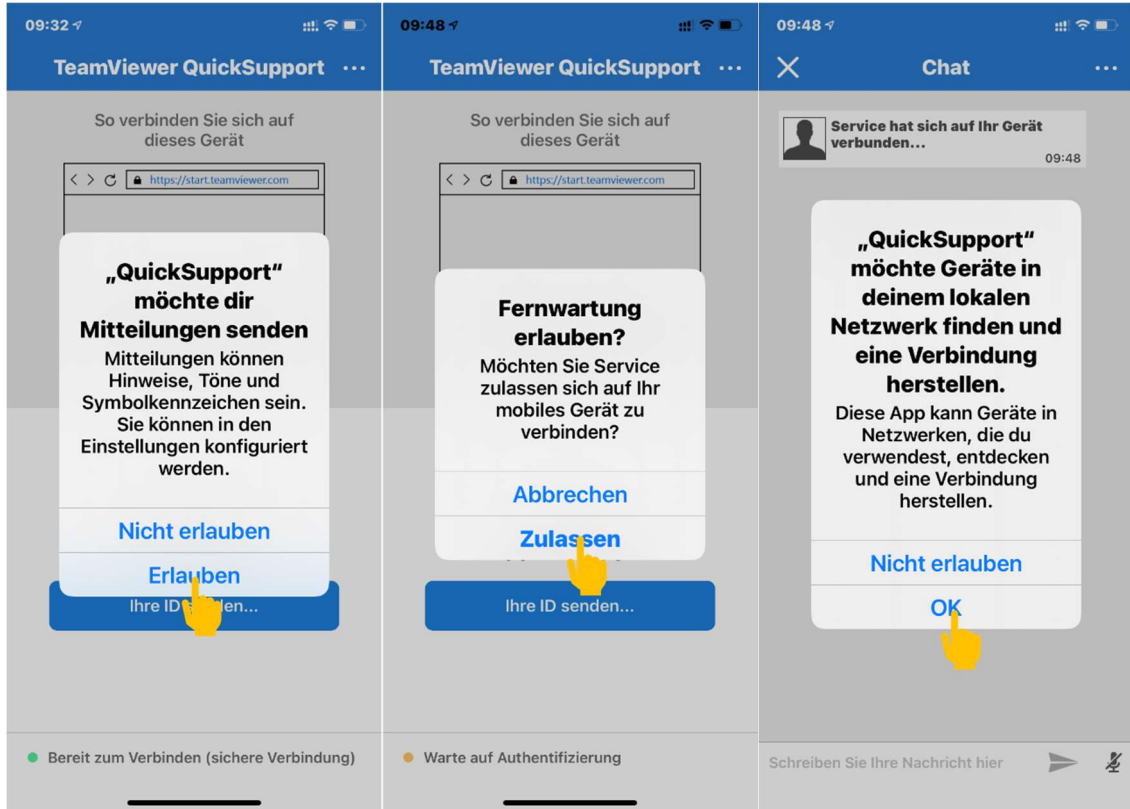 09:32
TeamViewer QuickSupport ...
So verbinden Sie sich auf
dieses Gerät
https://start.teamviewer.com
„QuickSupport“
möchte dir
Mitteilungen senden
Mitteilungen können
Hinweise, Töne und
Symbolkennzeichen sein.
Sie können in den
Einstellungen konfiguriert
werden.
Nicht erlauben
Erlauben
Bereit zum Verbinden (sichere Verbindung)
09:48
TeamViewer QuickSupport ...
So verbinden Sie sich auf
dieses Gerät
https://start.teamviewer.com
Fernwartung
erlauben?
Möchten Sie Service
zulassen sich auf Ihr
mobiles Gerät zu
verbinden?
Abbrechen
Zulassen
Ihre ID senden...
Warte auf Authentifizierung
09:48
Chat ...
Service hat sich auf Ihr Gerät
verbunden...
09:48
„QuickSupport“
möchte Geräte in
deinem lokalen
Netzwerk finden und
eine Verbindung
herstellen.
Diese App kann Geräte in
Netzwerken, die du
verwendest, entdecken
und eine Verbindung
herstellen.
Nicht erlauben
OK
Schreiben Sie Ihre Nachricht hier